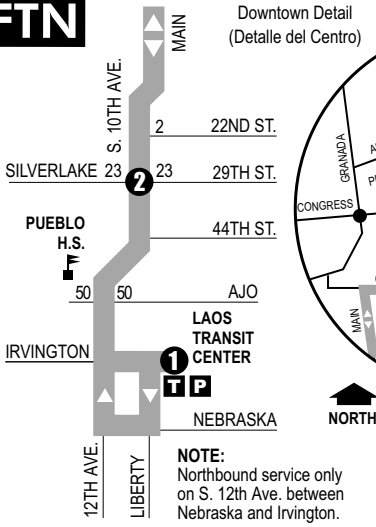 FTN
Downtown Detail
(Detalle del Centro)
MAIN
S. 10TH AVE.
2 22ND ST.
GRANADA
SILVERLAKE 23 2 23 29TH ST.
CONGRESS
PUEBLO
H.S.
44TH ST.
50 50 AJO
MAIN
LAOS
TRANSIT
CENTER
IRVINGTON
1
T P
NORTH
NEBRASKA
12TH AVE.
LIBERTY
NOTE:
Northbound service only
on S. 12th Ave. between
Nebraska and Irvington.